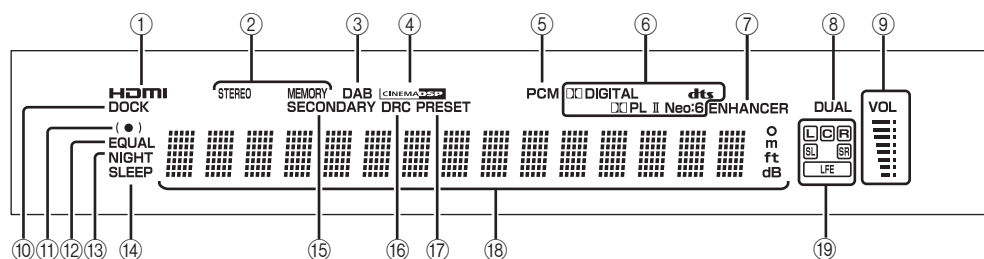 ① ② ③ ④ ⑤ ⑥ ⑦ ⑧ ⑨
HDMI STEREO MEMORY DAB CINEMA DSP PCM DIGITAL dts DUAL VOL
DOCK SECONDARY DRC PRESET PL II Neo:6 ENHANCER
(●) o
EQUAL m L C R
NIGHT ft SL SR
SLEEP dB LFE
⑩ ⑪ ⑫ ⑬ ⑭ ⑮ ⑯ ⑰ ⑱ ⑲